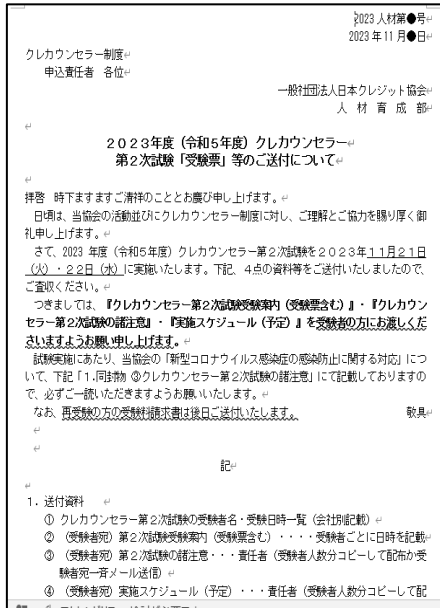 2023 人材第●号
2023 年 11 月●日
クレカウンセラー制度
申込責任者 各位
一般社団法人日本クレジット協会
人 材 育 成 部
2023年度(令和5年度)クレカウンセラー
第2次試験「受験票」等のご送付について
拝啓 時下ますますご清祥のこととお慶び申し上げます。
日頃は、当協会の活動並びにクレカウンセラー制度に対し、ご理解とご協力を賜り厚く御
礼申し上げます。
さて、2023 年度(令和5年度)クレカウンセラー第2次試験を2023年11月21日
(火)・22日(水)に実施いたします。下記、4点の資料等をご送付いたしましたので、
ご査収ください。
つきましては、『クレカウンセラー第2次試験受験案内(受験票含む)』・『クレカウン
セラー第2次試験の諸注意』・『実施スケジュール(予定)』を受験者の方にお渡しくだ
さいますようお願い申し上げます。
試験実施にあたり、当協会の「新型コロナウイルス感染症の感染防止に関する対応」につ
いて、下記「1.同封物 ③クレカウンセラー第2次試験の諸注意」にて記載しておりますの
で、必ずご一読いただきますようお願いいたします。
なお、再受験の方の受験料請求書は後日ご送付いたします。 敬具
記
1.送付資料
① クレカウンセラー第2次試験の受験者名・受験日時一覧(会社別記載)
② (受験者宛)第2次試験受験案内(受験票含む)・・・・受験者ごとに日時を記載
③ (受験者宛)第2次試験の諸注意・・・責任者(受験者人数分コピーして配布か受
験者宛一斉メール送信)
④ (受験者宛)実施スケジュール(予定)・・・責任者(受験者人数分コピーして配